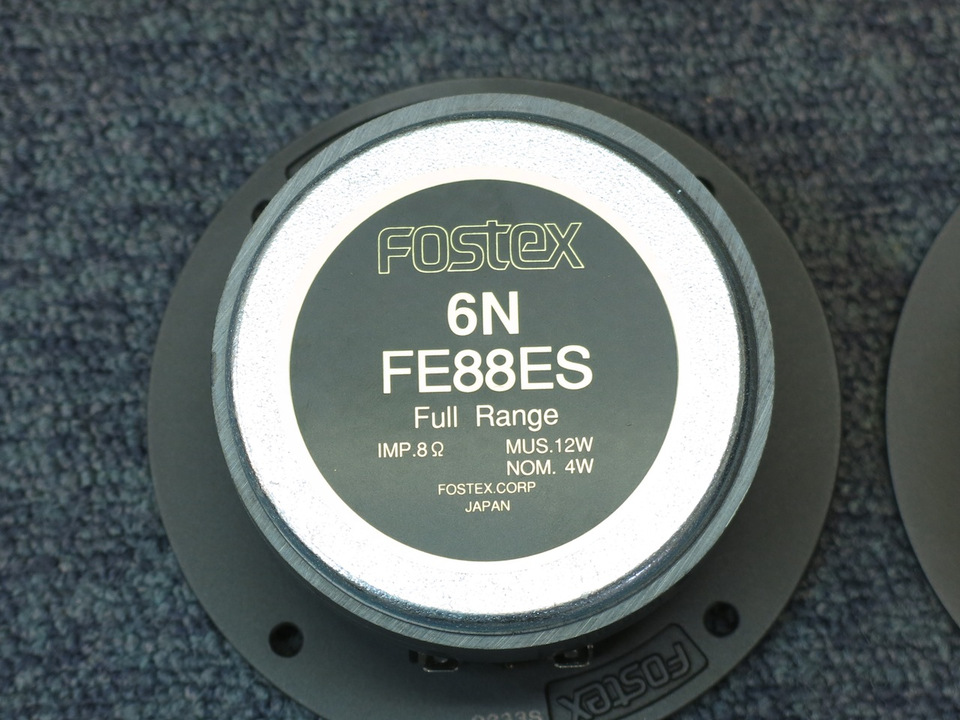 FOSTEX
6N
FE88ES
Full Range
IMP.8Ω MUS.12W
NOM. 4W
FOSTEX.CORP
JAPAN
FOSTEX